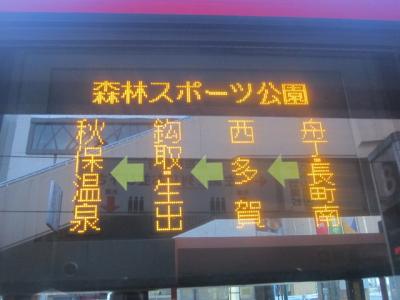 森林スポーツ公園
舟丁・長町南
西多賀
鈎取・生出
秋保温泉